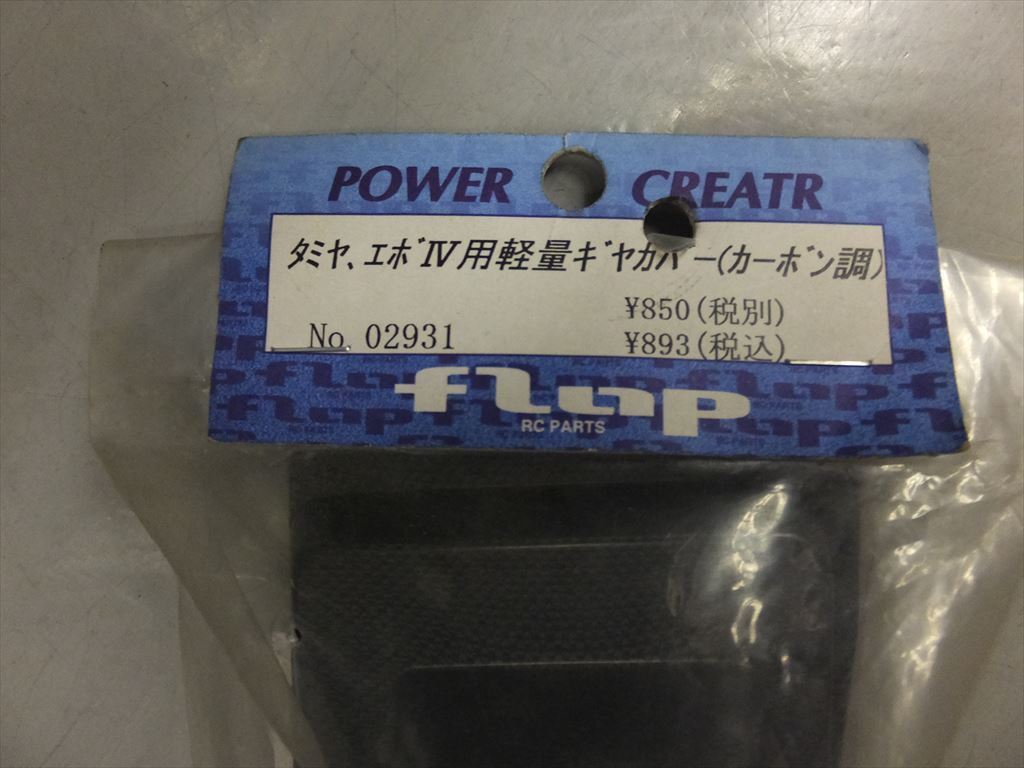 POWER CREATR
タミヤ、エボⅣ用軽量ギヤカバー(カーボン調)
¥850(税別)
No. 02931
¥893(税込)
flup
RC PARTS